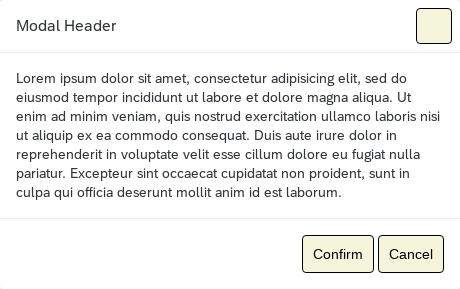 Modal Header
Lorem ipsum dolor sit amet, consectetur adipisicing elit, sed do
eiusmod tempor incididunt ut labore et dolore magna aliqua. Ut
enim ad minim veniam, quis nostrud exercitation ullamco laboris nisi
ut aliquip ex ea commodo consequat. Duis aute irure dolor in
reprehenderit in voluptate velit esse cillum dolore eu fugiat nulla
pariatur. Excepteur sint occaecat cupidatat non proident, sunt in
culpa qui officia deserunt mollit anim id est laborum.
Confirm Cancel